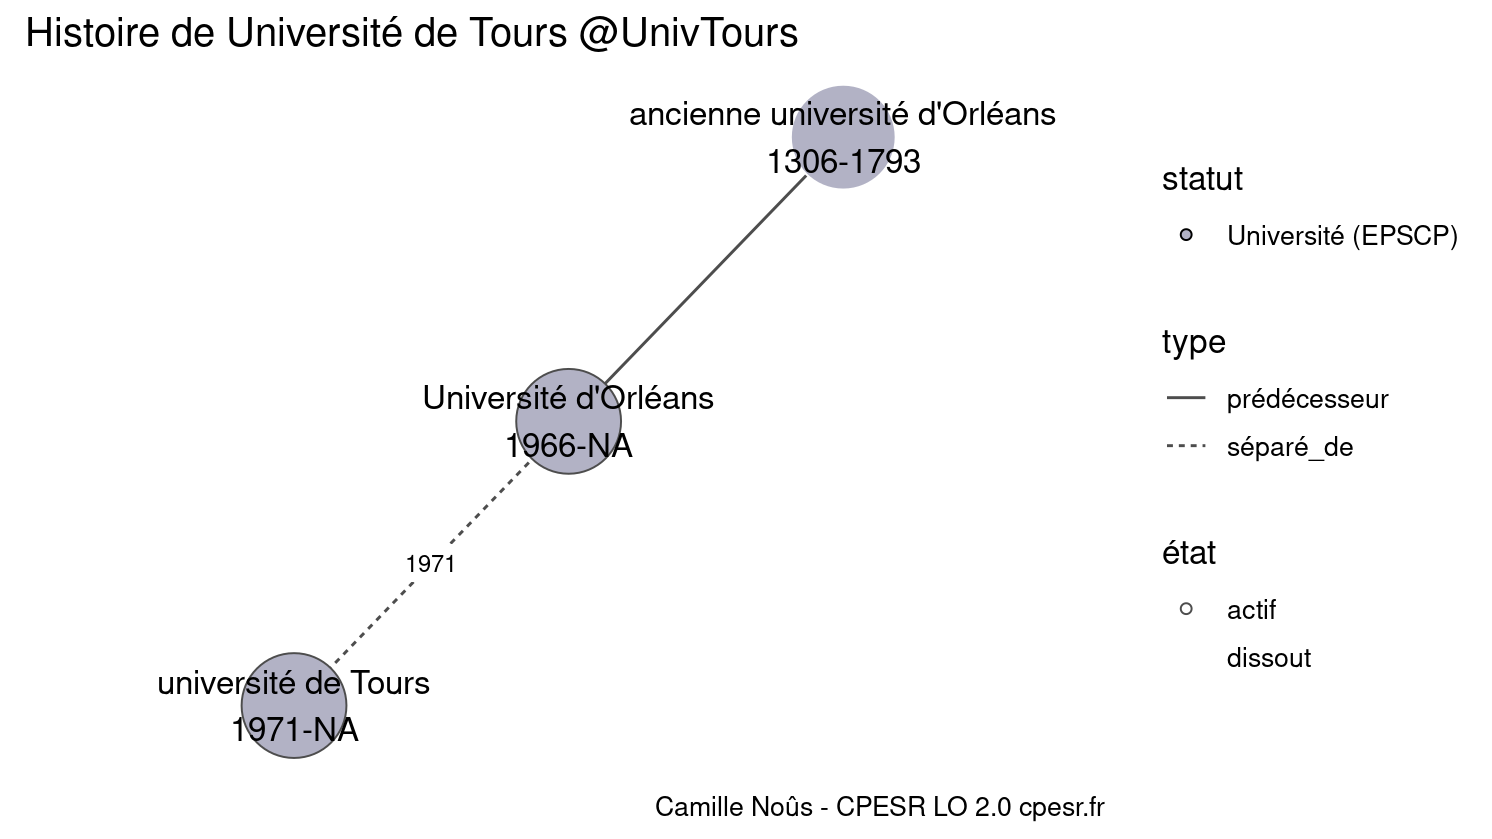 Histoire de Université de Tours @UnivTours
ancienne université d'Orléans
1306-1793
Université d'Orléans
1966-NA
1971
université de Tours
1971-NA
statut
Université (EPSCP)
type
prédécesseur
séparé_de
état
actif
dissout
Camille Noûs - CPESR LO 2.0 cpesr.fr